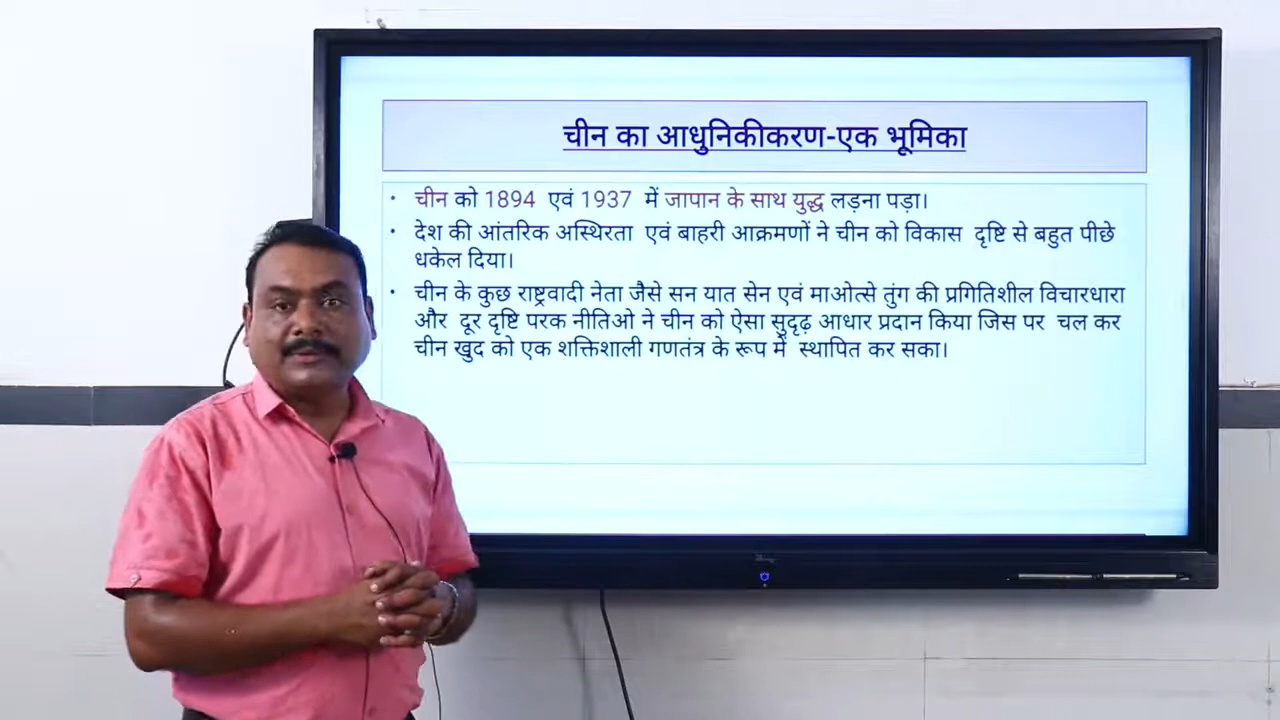 चीन का आधुनिकीकरण-एक भूमिका
• चीन को 1894 एवं 1937 में जापान के साथ युद्ध लड़ना पड़ा।
• देश की आंतरिक अस्थिरता एवं बाहरी आक्रमणों ने चीन को विकास दृष्टि से बहुत पीछे
धकेल दिया।
• चीन के कुछ राष्ट्रवादी नेता जैसे सन यात सेन एवं माओत्से तुंग की प्रगितिशील विचारधारा
और दूर दृष्टि परक नीतिओ ने चीन को ऐसा सुदृढ़ आधार प्रदान किया जिस पर चल कर
चीन खुद को एक शक्तिशाली गणतंत्र के रूप में स्थापित कर सका।